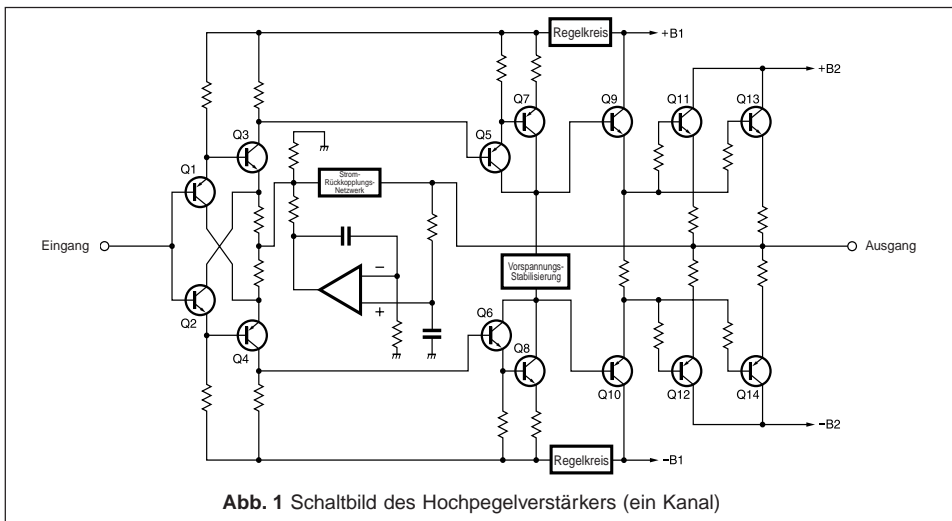 Regelkreis
+B1
+B2
Q7
Q9
Q11
Q13
Q3
Q5
Q1
Strom-
Rückkopplungs-
Netzwerk
Eingang
Ausgang
−
+
Vorspannungs-
Stabilisierung
Q2
Q6
Q4
Q8
Q10
Q12
Q14
−B2
Regelkreis
−B1
Abb. 1 Schaltbild des Hochpegelverstärkers (ein Kanal)